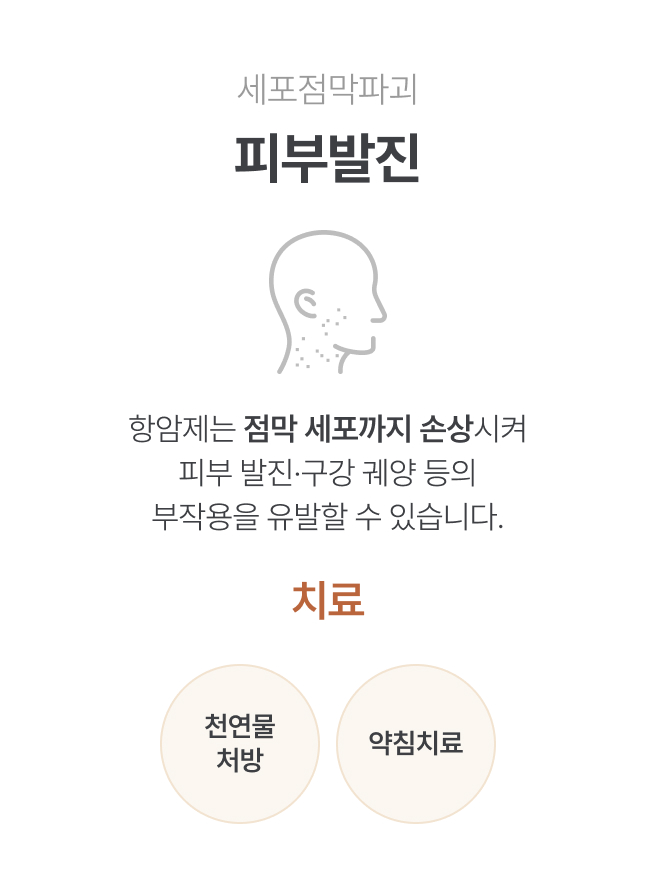 세포점막파괴
피부발진
항암제는 점막 세포까지 손상시켜
피부 발진·구강 궤양 등의
부작용을 유발할 수 있습니다.
치료
천연물
처방
약침치료